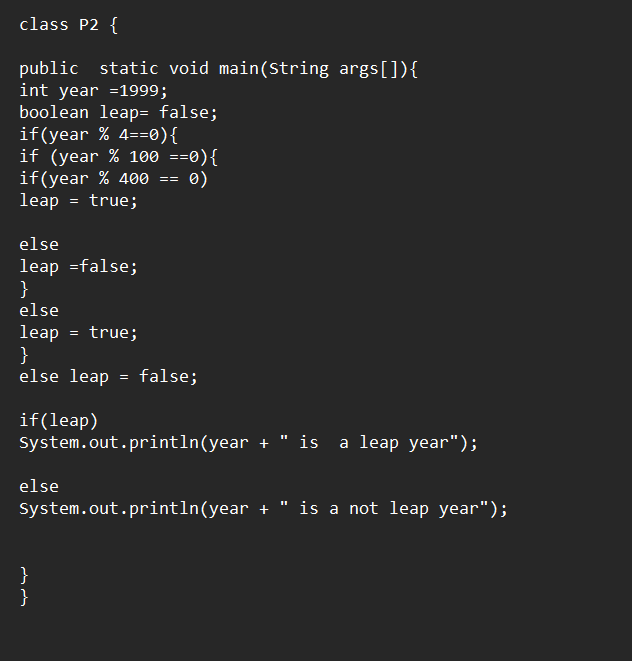 class P2 {
public  static void main(String args[]){
int year =1999;
boolean leap= false;
if(year % 4==0){
if (year % 100 ==0){
if(year % 400 == 0)
leap = true;
else
leap =false;
}
else
leap = true;
}
else leap = false;
if(leap)
System.out.println(year + " is  a leap year");
else
System.out.println(year + " is a not leap year");
}
}